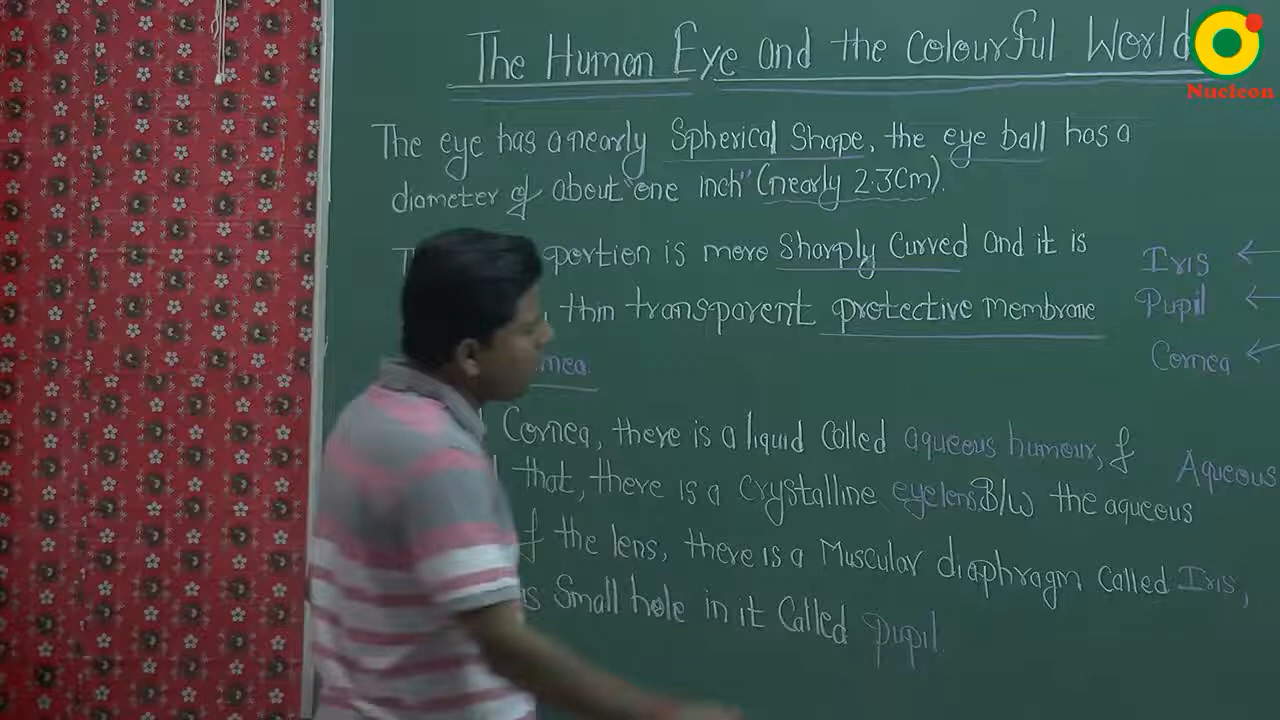 The Human Eye and the Colourful World
Nucleon
The eye has a nearly Spherical Shape, the eye ball has a
diameter of about "one inch" (nearly 2.3cm).
portion is more Sharply Curved and it is
thin transparent protective membrane
Iris
Pupil
Cornea
Cornea, there is a liquid Called aqueous humour, &
Aqueous
that, there is a Crystalline eyelens. B/W the aqueous
the lens, there is a Muscular diaphragm Called Iris,
Small hole in it Called pupil.